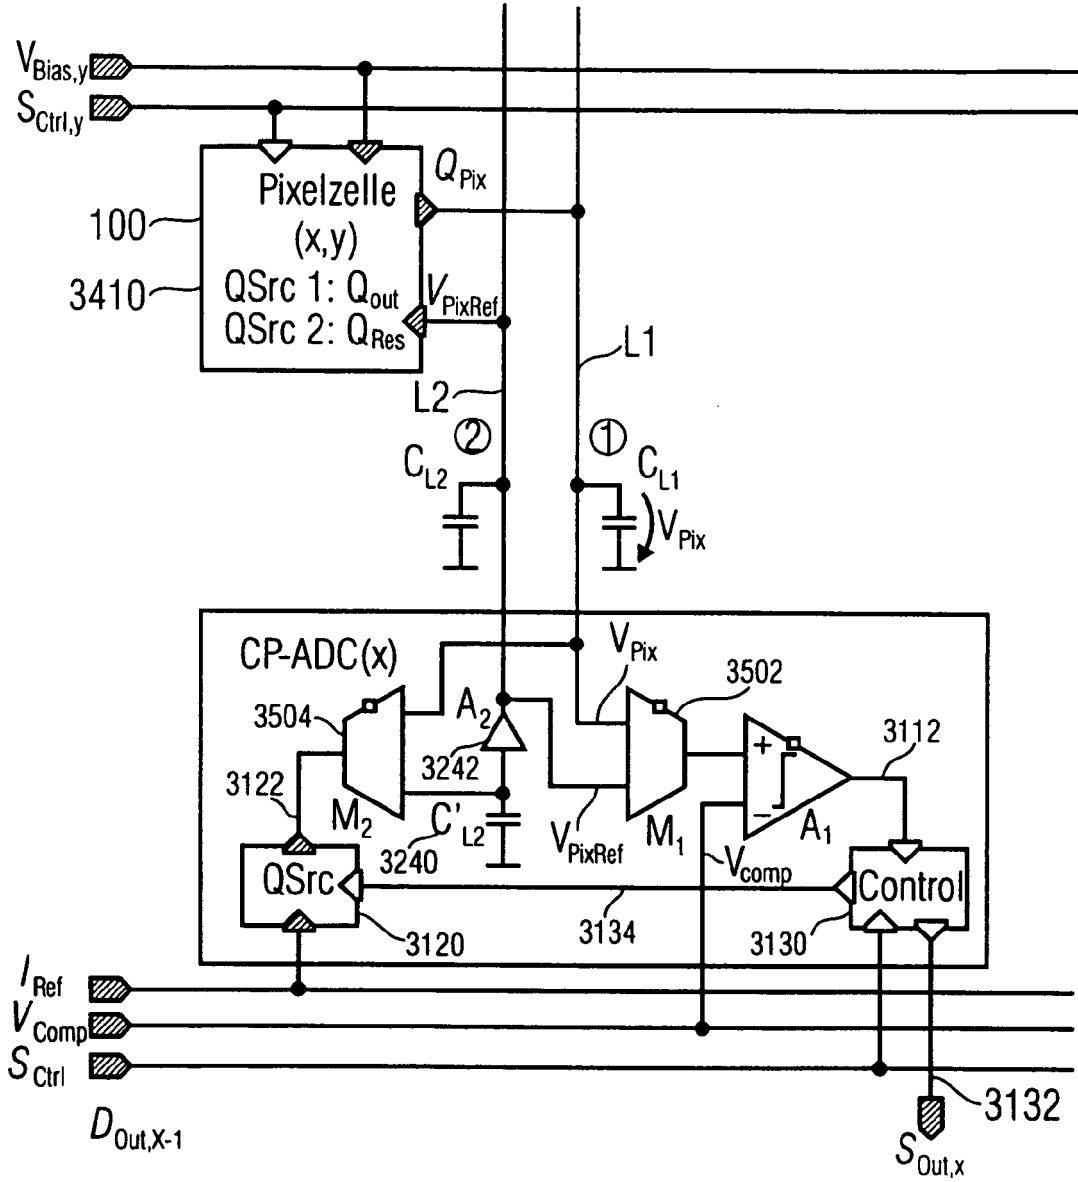 V_Bias,y
S_Ctrl,y
Q_Pix
Pixelzelle
(x,y)
100
3410
QSrc 1: Q_out
QSrc 2: Q_Res
V_PixRef
L1
L2
② ①
C_L2
C_L1
V_Pix
CP-ADC(x)
V_Pix
3502
3504
A_2
3242
3112
+
3122
M_2
C'_L2
3240
−
V_PixRef
M_1
A_1
V_comp
QSrc
Control
3120
3134
3130
I_Ref
V_Comp
S_Ctrl
3132
D_Out,X-1
S_Out,x